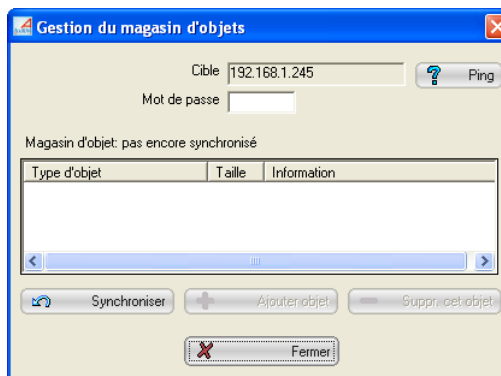 Gestion du magasin d'objets
Cible 192.168.1.245 Ping
Mot de passe
Magasin d'objet: pas encore synchronisé
Type d'objet Taille Information
Synchroniser Ajouter objet Suppr. cet objet
Fermer